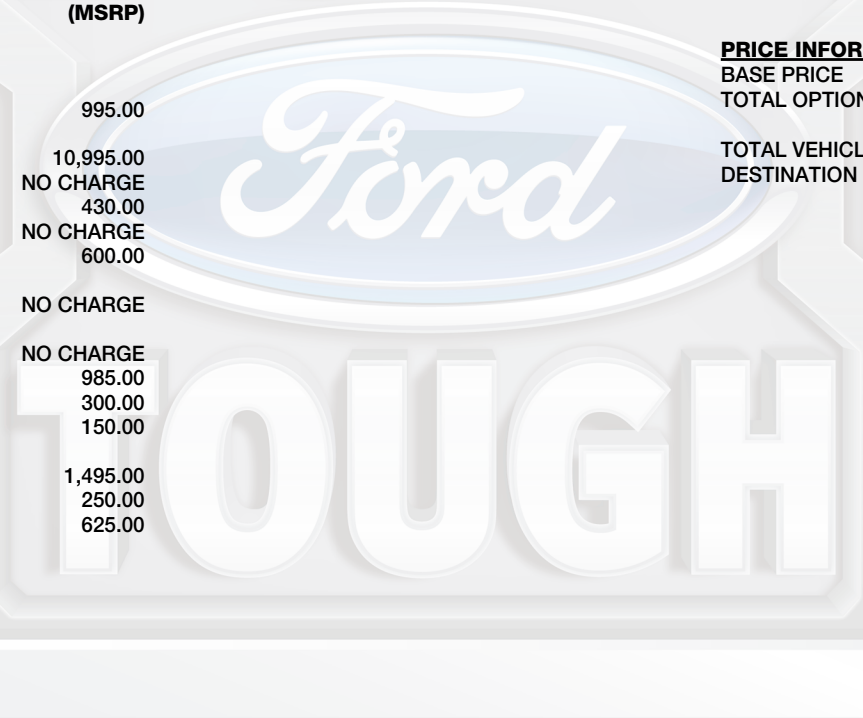 (MSRP)
995.00
10,995.00
NO CHARGE
430.00
NO CHARGE
600.00
NO CHARGE
NO CHARGE
985.00
300.00
150.00
1,495.00
250.00
625.00
PRICE INFOR
BASE PRICE
TOTAL OPTION
TOTAL VEHICL
DESTINATION
Ford
TOUGH